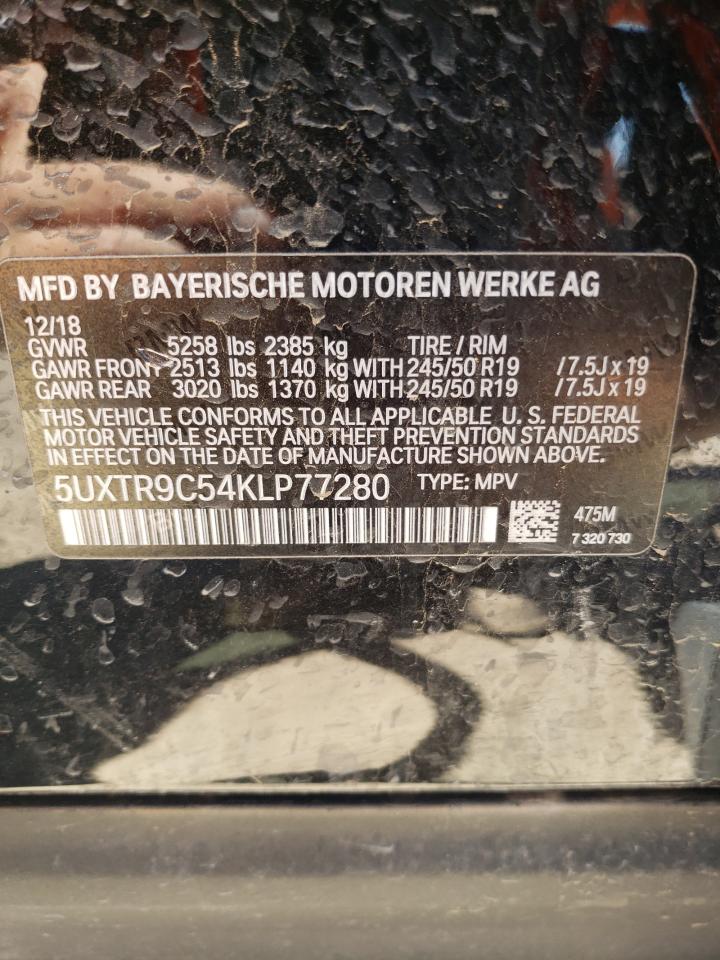 MFD BY BAYERISCHE MOTOREN WERKE AG
12/18
GVWR 5258 lbs 2385 kg TIRE / RIM
GAWR FRONT 2513 lbs 1140 kg WITH 245/50 R19 /7.5J x 19
GAWR REAR 3020 lbs 1370 kg WITH 245/50 R19 /7.5J x 19
THIS VEHICLE CONFORMS TO ALL APPLICABLE U. S. FEDERAL
MOTOR VEHICLE SAFETY AND THEFT PREVENTION STANDARDS
IN EFFECT ON THE DATE OF MANUFACTURE SHOWN ABOVE.
5UXTR9C54KLP77280 TYPE: MPV
475M
7 320 730